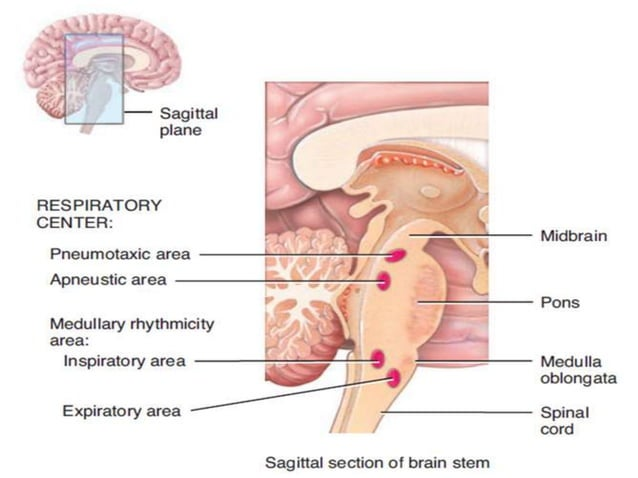 Sagittal
plane
RESPIRATORY
CENTER:
Pneumotaxic area
Apneustic area
Medullary rhythmicity
area:
Inspiratory area
Expiratory area
Midbrain
Pons
Medulla
oblongata
Spinal
cord
Sagittal section of brain stem